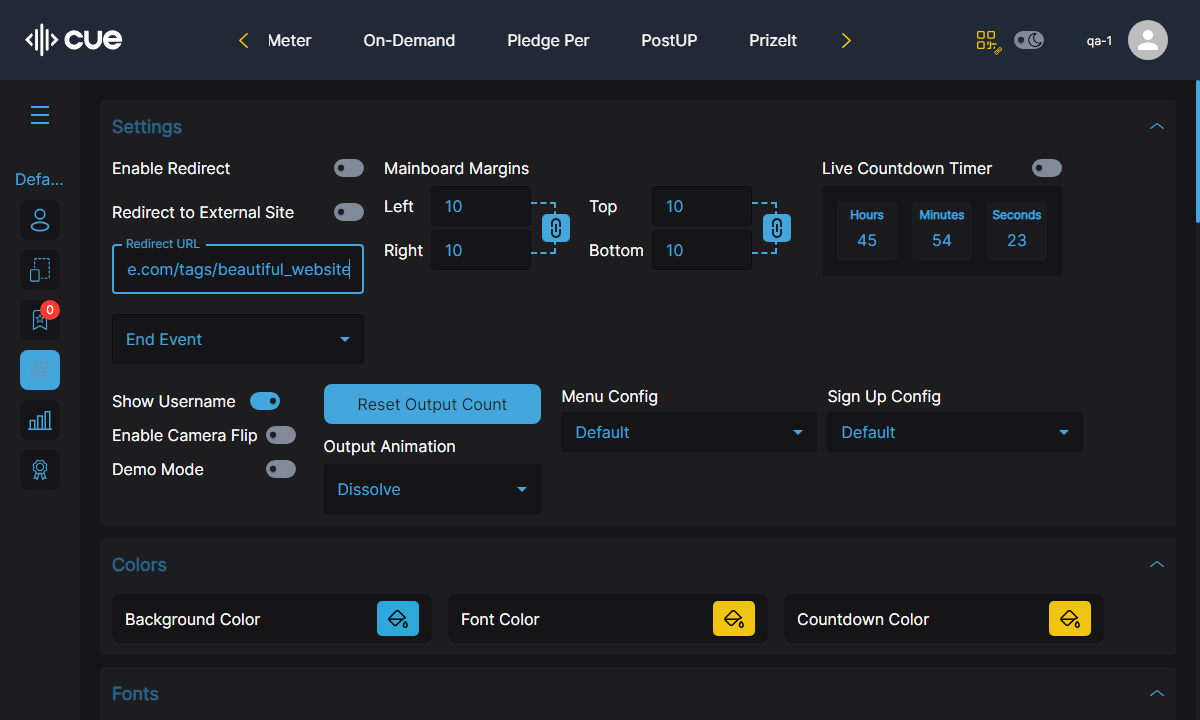 cue
Meter On-Demand Pledge Per PostUP PrizeIt
qa-1
Defa...
0
Settings
Enable Redirect
Redirect to External Site
Redirect URL
e.com/tags/beautiful_website
End Event
Mainboard Margins
Left 10
Right 10
Top 10
Bottom 10
Live Countdown Timer
Hours Minutes Seconds
45 54 23
Show Username
Enable Camera Flip
Demo Mode
Reset Output Count
Output Animation
Dissolve
Menu Config
Default
Sign Up Config
Default
Colors
Background Color
Font Color
Countdown Color
Fonts